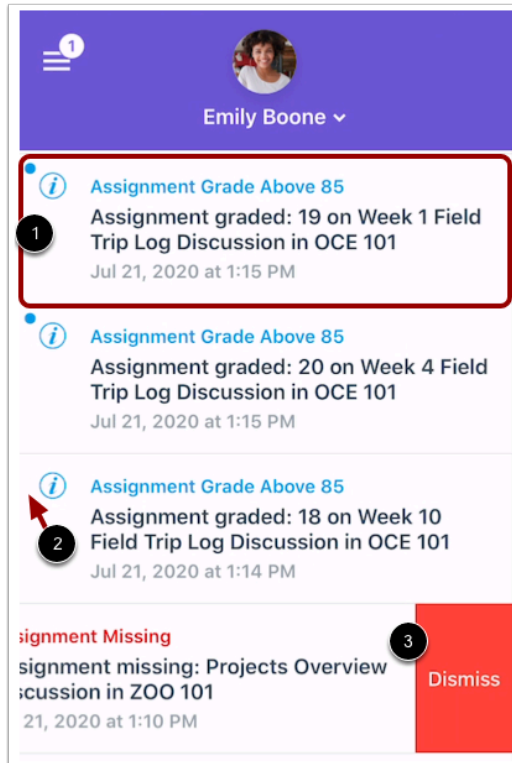 1
Emily Boone
Assignment Grade Above 85
Assignment graded: 19 on Week 1 Field
Trip Log Discussion in OCE 101
Jul 21, 2020 at 1:15 PM
1
Assignment Grade Above 85
Assignment graded: 20 on Week 4 Field
Trip Log Discussion in OCE 101
Jul 21, 2020 at 1:15 PM
Assignment Grade Above 85
Assignment graded: 18 on Week 10
Field Trip Log Discussion in OCE 101
Jul 21, 2020 at 1:14 PM
2
signment Missing
signment missing: Projects Overview
scussion in ZOO 101
21, 2020 at 1:10 PM
3
Dismiss